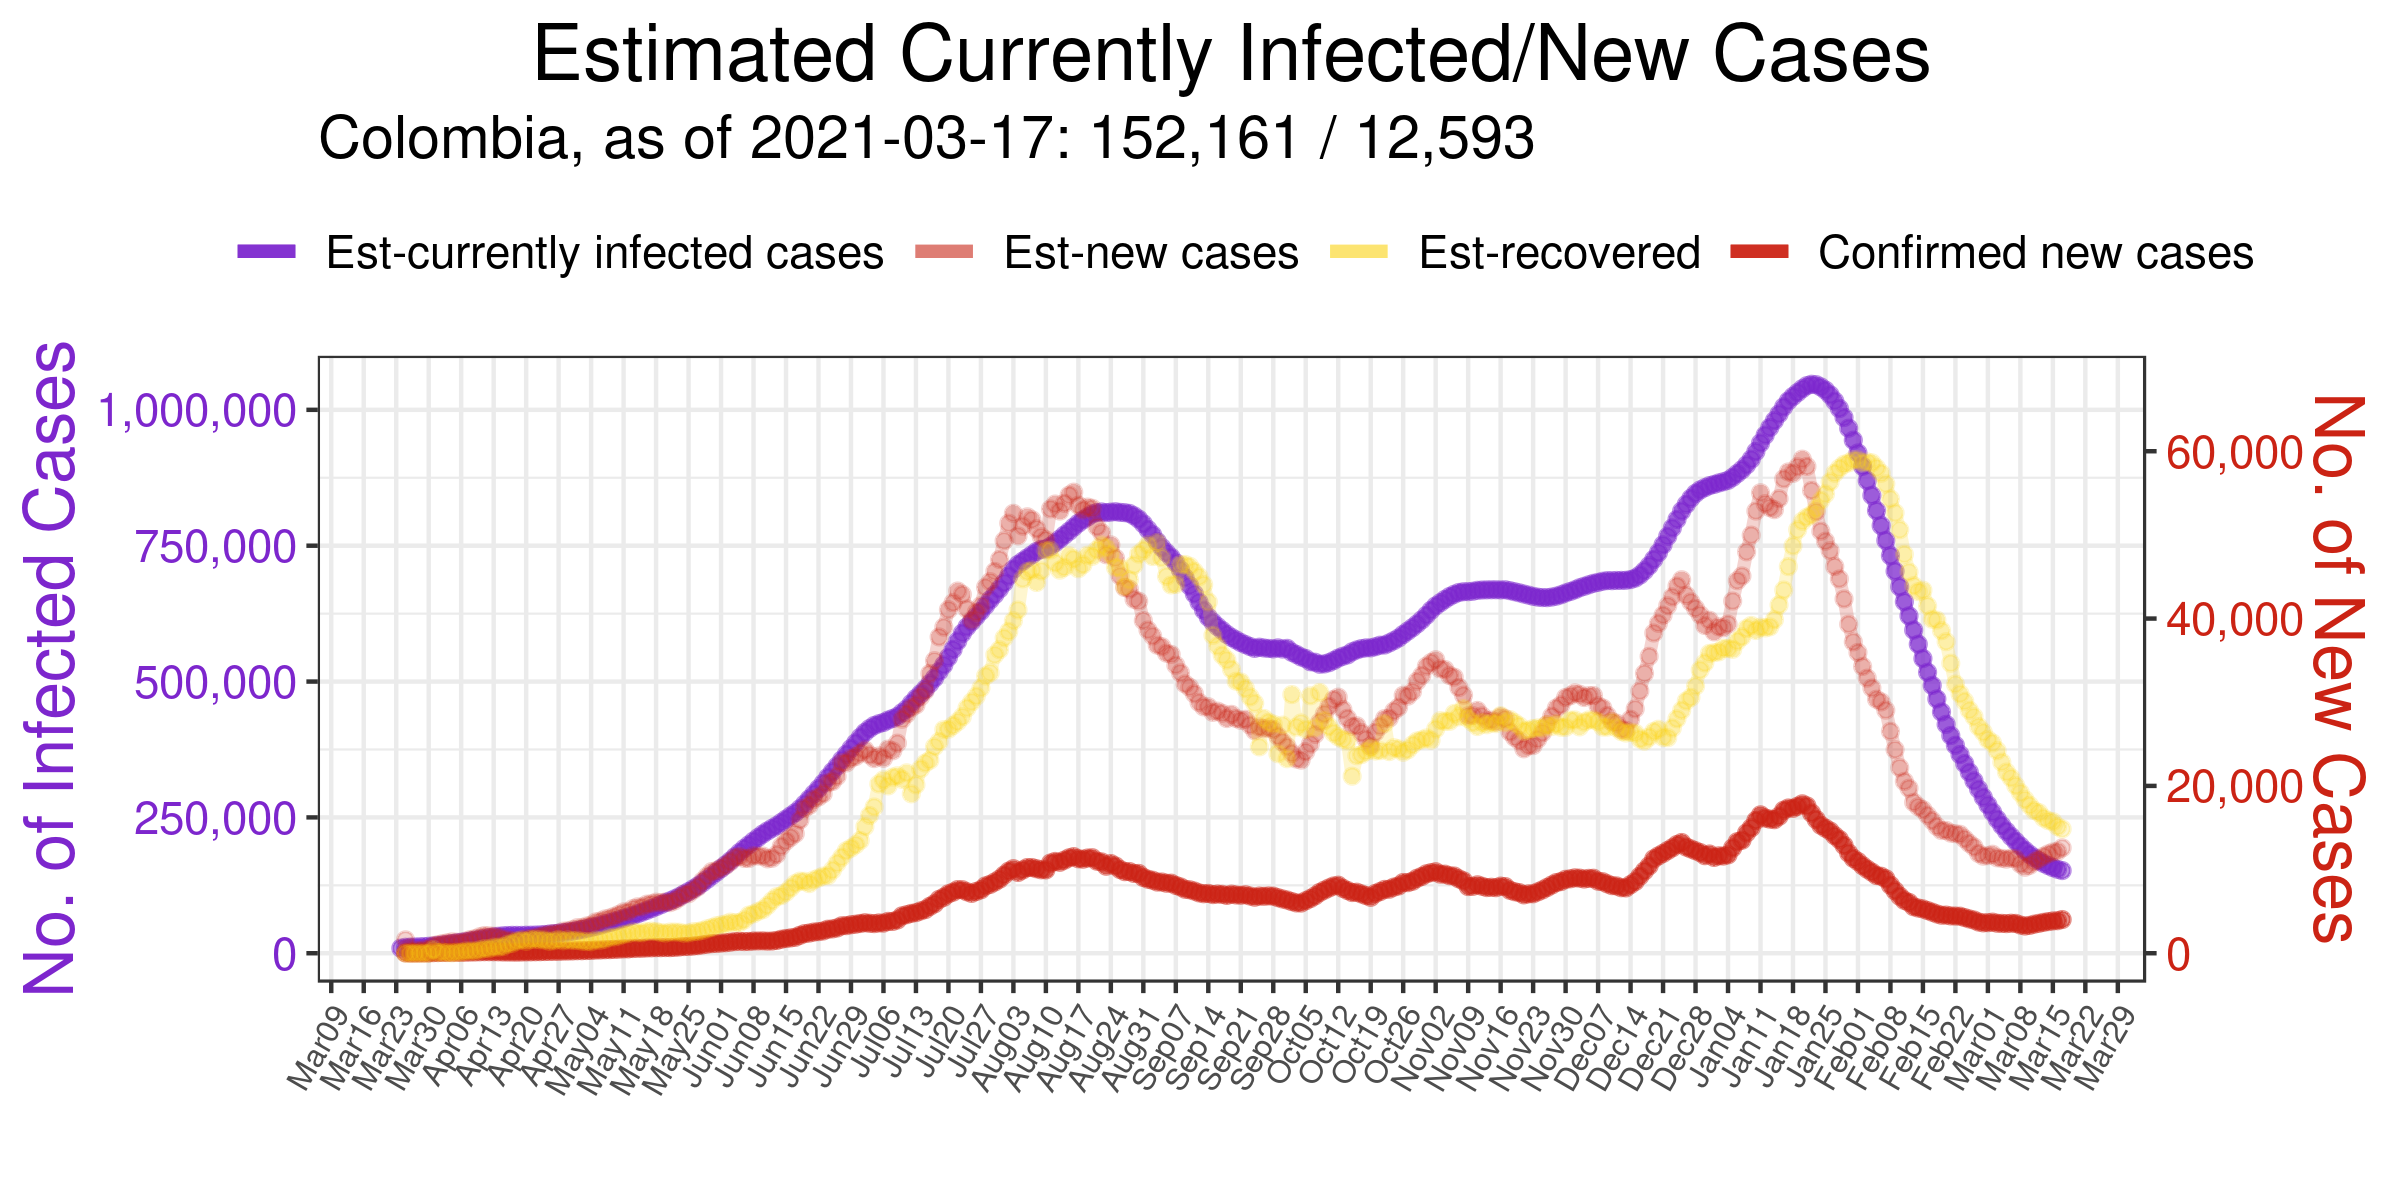 Estimated Currently Infected/New Cases
Colombia, as of 2021-03-17: 152,161 / 12,593
Est-currently infected cases
Est-new cases
Est-recovered
Confirmed new cases
No. of Infected Cases
1,000,000
750,000
500,000
250,000
0
60,000
40,000
20,000
0
No. of New Cases
Mar09
Mar16
Mar23
Mar30
Apr06
Apr13
Apr20
Apr27
May04
May11
May18
May25
Jun01
Jun08
Jun15
Jun22
Jun29
Jul06
Jul13
Jul20
Jul27
Aug03
Aug10
Aug17
Aug24
Aug31
Sep07
Sep14
Sep21
Sep28
Oct05
Oct12
Oct19
Oct26
Nov02
Nov09
Nov16
Nov23
Nov30
Dec07
Dec14
Dec21
Dec28
Jan04
Jan11
Jan18
Jan25
Feb01
Feb08
Feb15
Feb22
Mar01
Mar08
Mar15
Mar22
Mar29